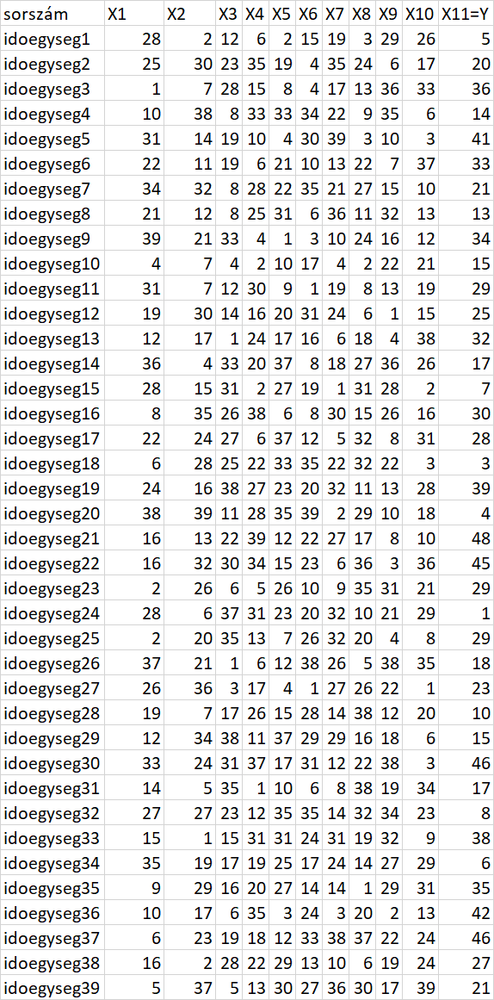 sorszám X1 X2 X3 X4 X5 X6 X7 X8 X9 X10 X11=Y
idoegyseg1 28 2 12 6 2 15 19 3 29 26 5
idoegyseg2 25 30 23 35 19 4 35 24 6 17 20
idoegyseg3 1 7 28 15 8 4 17 13 36 33 36
idoegyseg4 10 38 8 33 33 34 22 9 35 6 14
idoegyseg5 31 14 19 10 4 30 39 3 10 3 41
idoegyseg6 22 11 19 6 21 10 13 22 7 37 33
idoegyseg7 34 32 8 28 22 35 21 27 15 10 21
idoegyseg8 21 12 8 25 31 6 36 11 32 13 13
idoegyseg9 39 21 33 4 1 3 10 24 16 12 34
idoegyseg10 4 7 4 2 10 17 4 2 22 21 15
idoegyseg11 31 7 12 30 9 1 19 8 13 19 29
idoegyseg12 19 30 14 16 20 31 24 6 1 15 25
idoegyseg13 12 17 1 24 17 16 6 18 4 38 32
idoegyseg14 36 4 33 20 37 8 18 27 36 26 17
idoegyseg15 28 15 31 2 27 19 1 31 28 2 7
idoegyseg16 8 35 26 38 6 8 30 15 26 16 30
idoegyseg17 22 24 27 6 37 12 5 32 8 31 28
idoegyseg18 6 28 25 22 33 35 22 32 22 3 3
idoegyseg19 24 16 38 27 23 20 32 11 13 28 39
idoegyseg20 38 39 11 28 35 39 2 29 10 18 4
idoegyseg21 16 13 22 39 12 22 27 17 8 10 48
idoegyseg22 16 32 30 34 15 23 6 36 3 36 45
idoegyseg23 2 26 6 5 26 10 9 35 31 21 29
idoegyseg24 28 6 37 31 23 20 32 10 21 29 1
idoegyseg25 2 20 35 13 7 26 32 20 4 8 29
idoegyseg26 37 21 1 6 12 38 26 5 38 35 18
idoegyseg27 26 36 3 17 4 1 27 26 22 1 23
idoegyseg28 19 7 17 26 15 28 14 38 12 20 10
idoegyseg29 12 34 38 11 37 29 29 16 18 6 15
idoegyseg30 33 24 31 37 17 31 12 22 38 3 46
idoegyseg31 14 5 35 1 10 6 8 38 19 34 17
idoegyseg32 27 27 23 12 35 35 14 32 34 23 8
idoegyseg33 15 1 15 31 31 24 31 19 32 9 38
idoegyseg34 35 19 17 19 25 17 24 14 27 29 6
idoegyseg35 9 29 16 20 27 14 14 1 29 31 35
idoegyseg36 10 17 6 35 3 24 3 20 2 13 42
idoegyseg37 6 23 19 18 12 33 38 37 22 24 46
idoegyseg38 16 2 28 22 29 13 10 6 19 24 27
idoegyseg39 5 37 5 13 30 27 36 30 17 39 21